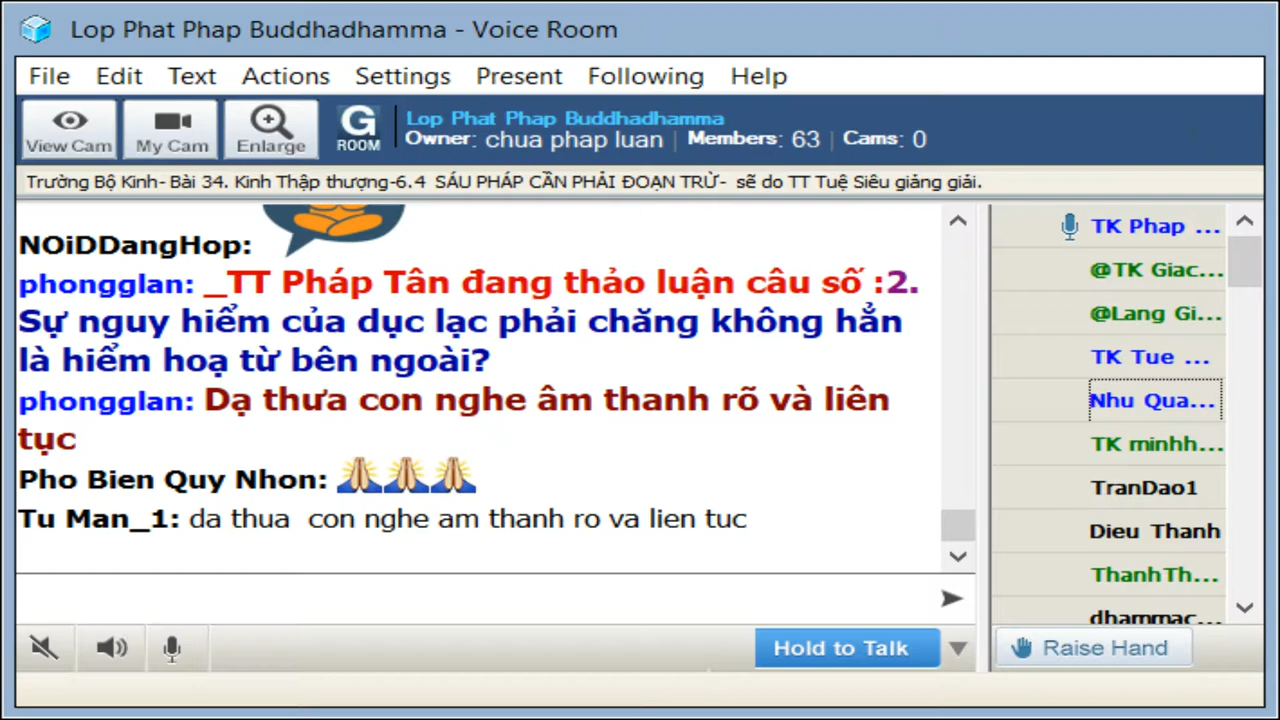 Lop Phat Phap Buddhadhamma - Voice Room
File Edit Text Actions Settings Present Following Help
View Cam My Cam Enlarge G ROOM
Lop Phat Phap Buddhadhamma
Owner: chua phap luan | Members: 63 | Cams: 0
Trường Bộ Kinh- Bài 34. Kinh Thập thượng-6.4 SÁU PHÁP CẦN PHẢI ĐOẠN TRỪ- sẽ do TT Tuệ Siêu giảng giải.
NOiDDangHop:
phongglan: _TT Pháp Tân đang thảo luận câu số :2.
Sự nguy hiểm của dục lạc phải chăng không hẳn
là hiểm hoạ từ bên ngoài?
phongglan: Dạ thưa con nghe âm thanh rõ và liên
tục
Pho Bien Quy Nhon: 🙏🙏🙏
Tu Man_1: da thua con nghe am thanh ro va lien tuc
TK Phap ...
@TK Giac...
@Lang Gi...
TK Tue ...
Nhu Qua...
TK minhh...
TranDao1
Dieu Thanh
ThanhTh...
dhammac...
Hold to Talk
Raise Hand